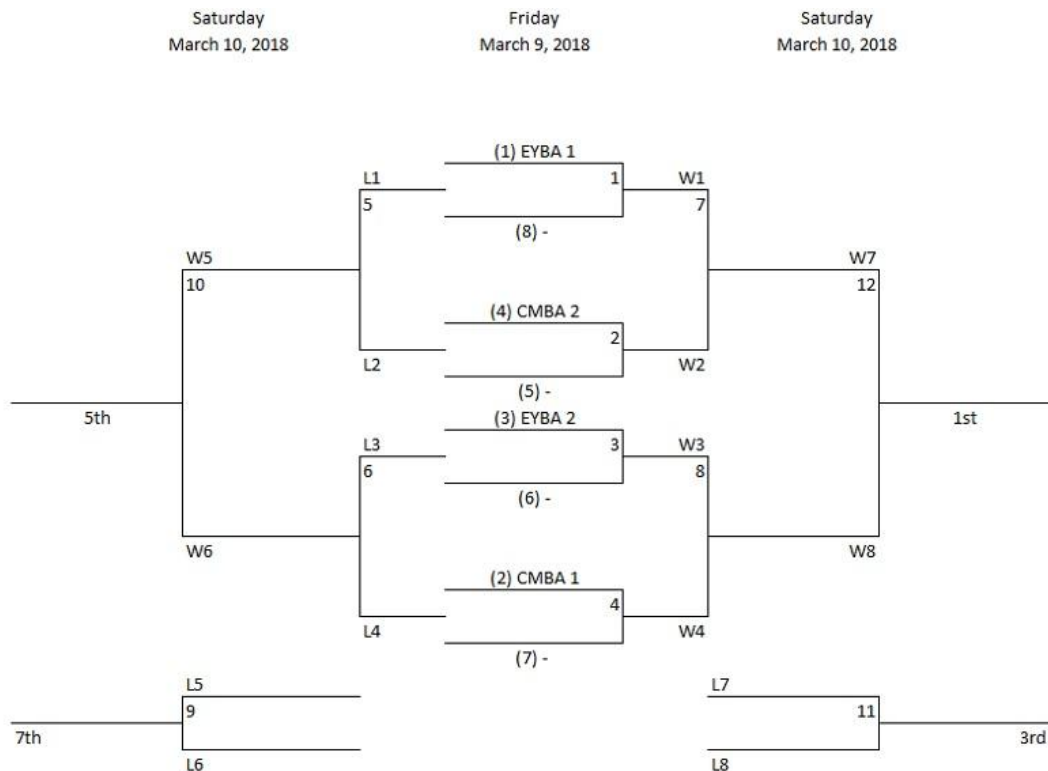 Saturday
March 10, 2018
Friday
March 9, 2018
Saturday
March 10, 2018
(1) EYBA 1
L1
1
W1
5
7
(8) -
W5
W7
10
12
(4) CMBA 2
2
L2
W2
(5) -
5th
(3) EYBA 2
1st
L3
3
W3
6
8
(6) -
W6
W8
(2) CMBA 1
4
L4
W4
(7) -
L5
L7
9
11
7th
3rd
L6
L8